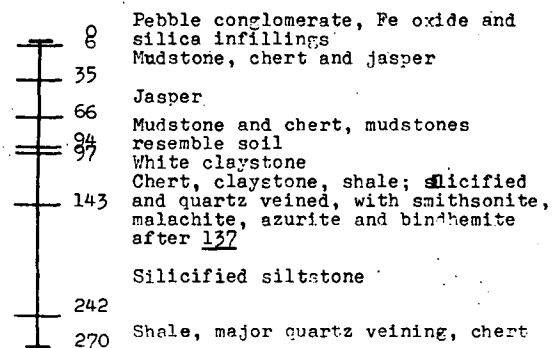 0
Pebble conglomerate, Fe oxide and
6
silica infillings
Mudstone, chert and jasper
35
Jasper
66
Mudstone and chert, mudstones
94
resemble soil
97
White claystone
Chert, claystone, shale; slicified
143
and quartz veined, with smithsonite,
malachite, azurite and bindhemite
after 137
Silicified siltstone
242
270
Shale, major quartz veining, chert